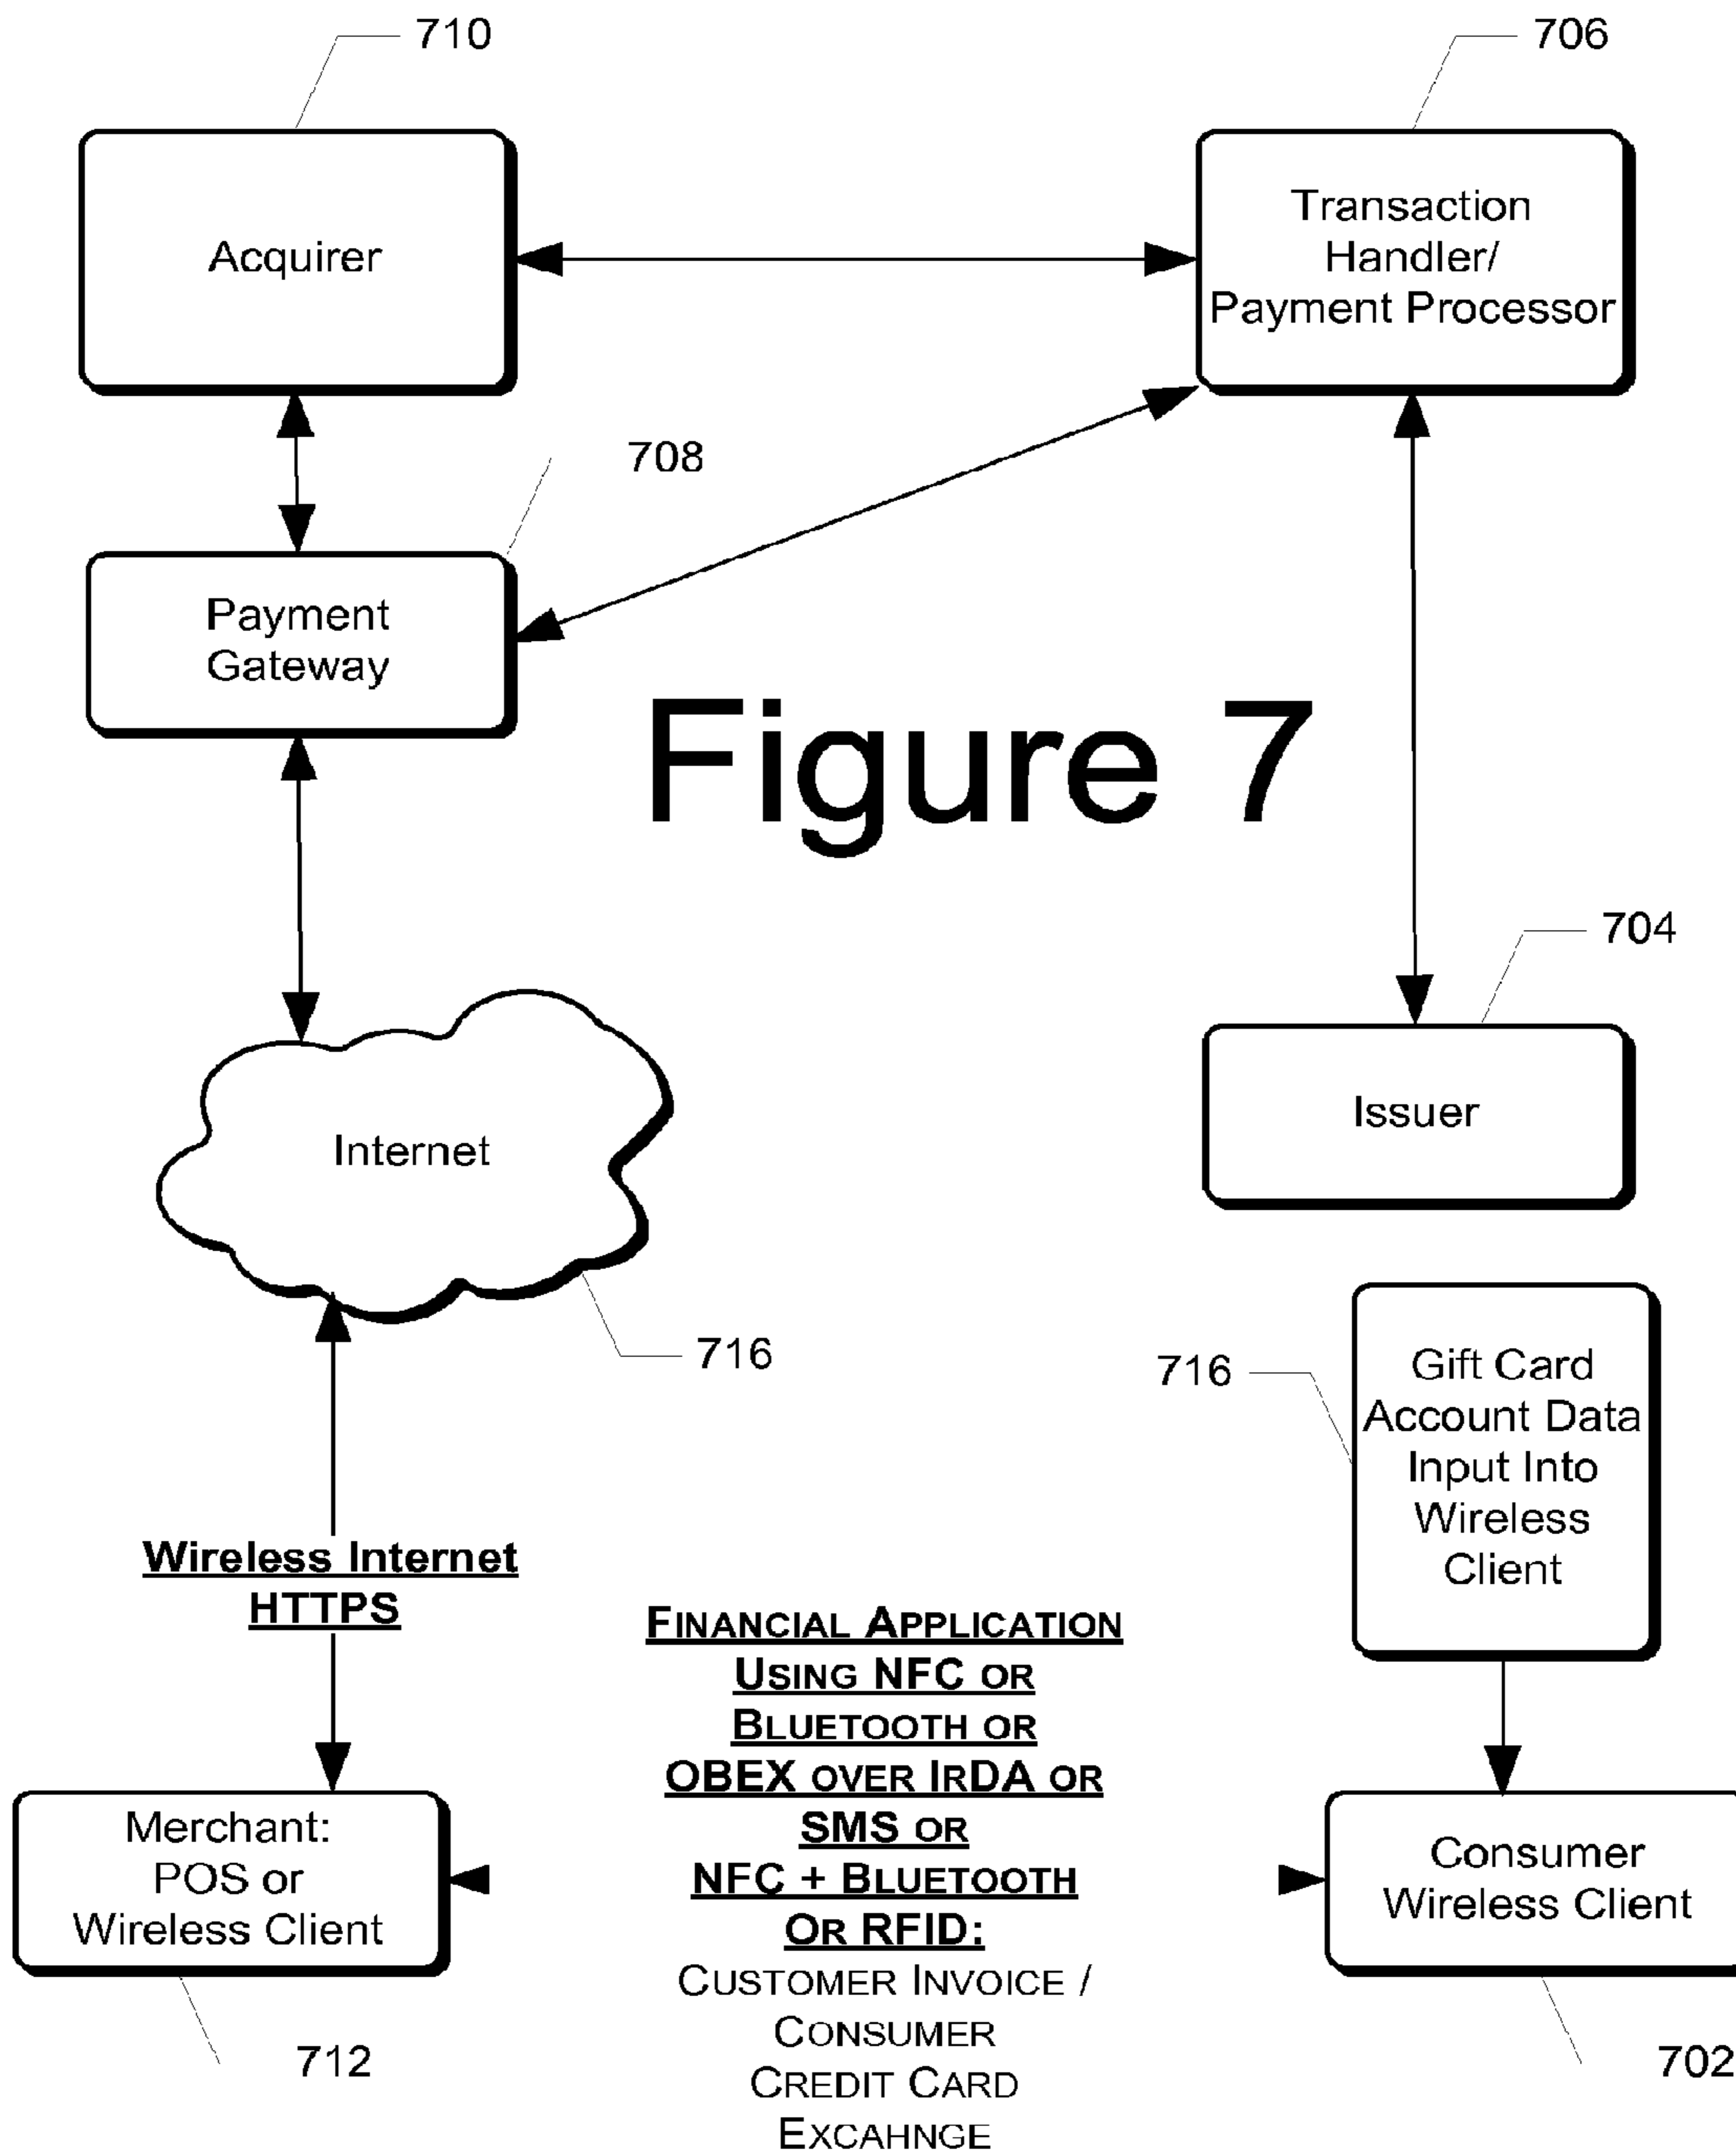 710
706
Acquirer
Transaction
Handler/
Payment Processor
708
Payment
Gateway
Figure 7
704
Issuer
Internet
716
716
Gift Card
Account Data
Input Into
Wireless
Client
Wireless Internet
HTTPS
FINANCIAL APPLICATION
USING NFC OR
BLUETOOTH OR
OBEX OVER IRDA OR
SMS OR
NFC + BLUETOOTH
OR RFID:
CUSTOMER INVOICE /
CONSUMER
CREDIT CARD
EXCAHNGE
Merchant:
POS or
Wireless Client
Consumer
Wireless Client
712
702